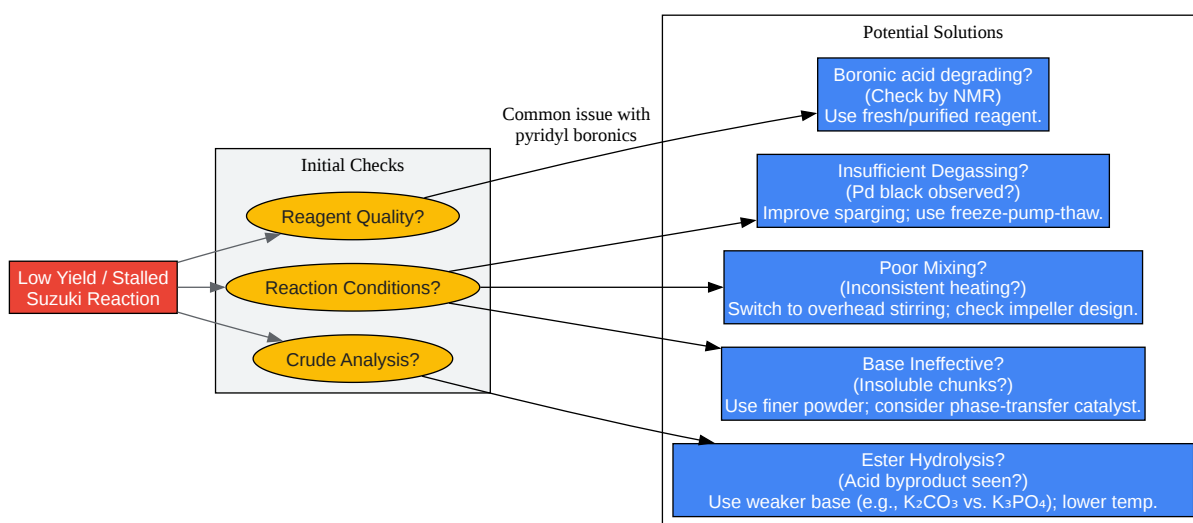 Low Yield / Stalled
Suzuki Reaction
Initial Checks
Reagent Quality?
Reaction Conditions?
Crude Analysis?
Common issue with
pyridyl boronics
Potential Solutions
Boronic acid degrading?
(Check by NMR)
Use fresh/purified reagent.
Insufficient Degassing?
(Pd black observed?)
Improve sparging; use freeze-pump-thaw.
Poor Mixing?
(Inconsistent heating?)
Switch to overhead stirring; check impeller design.
Base Ineffective?
(Insoluble chunks?)
Use finer powder; consider phase-transfer catalyst.
Ester Hydrolysis?
(Acid byproduct seen?)
Use weaker base (e.g., K₂CO₃ vs. K₃PO₄); lower temp.